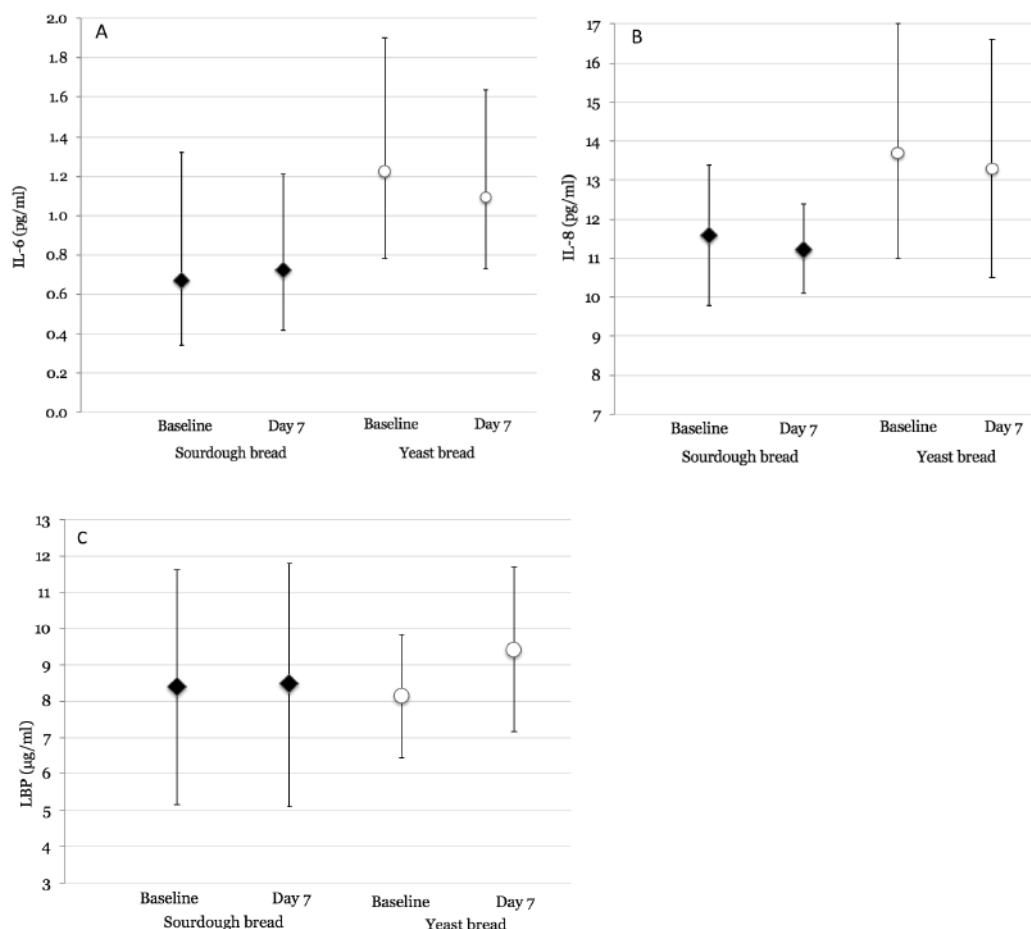 A
2.0
1.8
1.6
1.4
1.2
1.0
0.8
0.6
0.4
0.2
0.0
IL-6 (pg/ml)
Baseline Day 7 Baseline Day 7
Sourdough bread Yeast bread
B
17
16
15
14
13
12
11
10
9
8
7
IL-8 (pg/ml)
Baseline Day 7 Baseline Day 7
Sourdough bread Yeast bread
C
13
12
11
10
9
8
7
6
5
4
3
LBP (µg/ml)
Baseline Day 7 Baseline Day 7
Sourdough bread Yeast bread